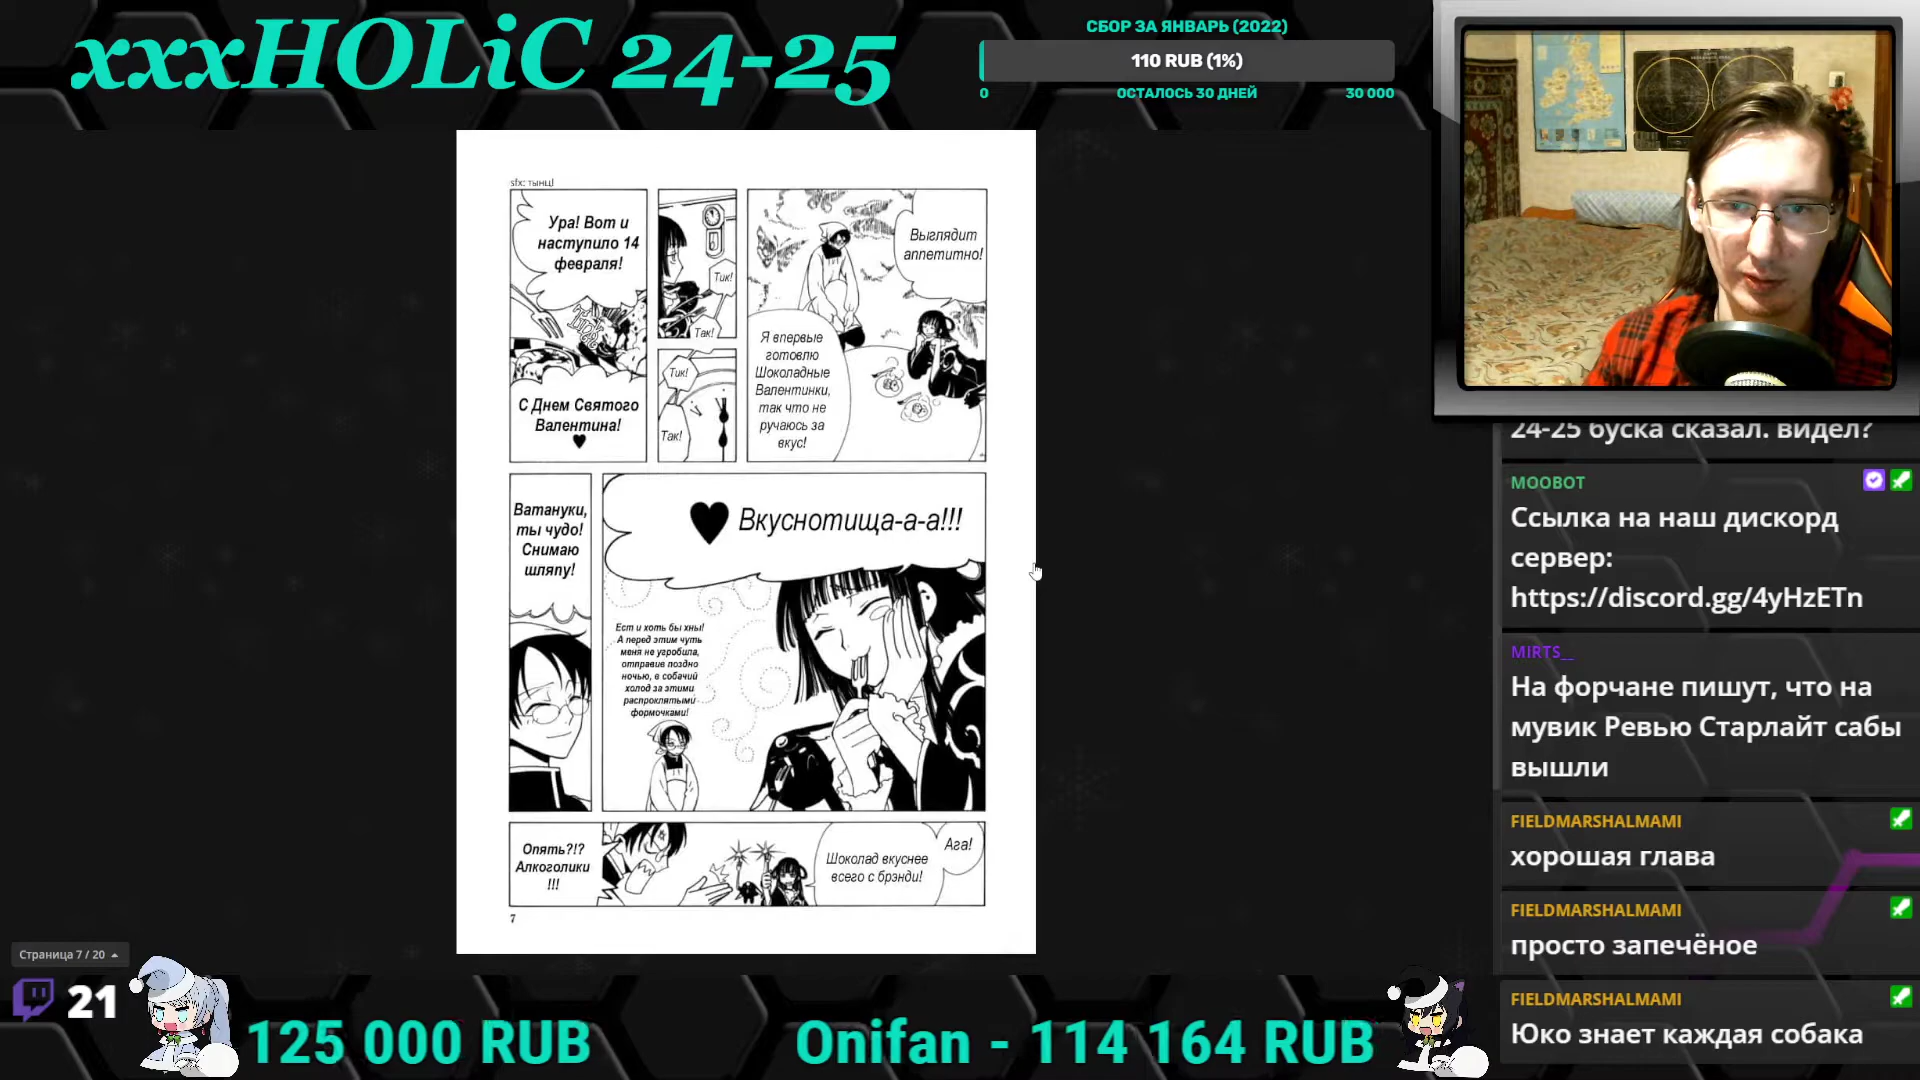 xxxHOLiC 24-25
СБОР ЗА ЯНВАРЬ (2022)
110 RUB (1%)
0
ОСТАЛОСЬ 30 ДНЕЙ
30 000
sfx: тынц!
Ура! Вот и
наступило 14
февраля!
С Днем Святого
Валентина!
Тик!
Так!
Тик!
Так!
Выглядит
аппетитно!
Я впервые
готовлю
Шоколадные
Валентинки,
так что не
ручаюсь за
вкус!
Ватануки,
ты чудо!
Снимаю
шляпу!
Вкуснотища-а-а!!!
Ест и хоть бы хны!
А перед этим чуть
меня не угробила,
отправив поздно
ночью, в собачий
холод за этими
распроклятыми
формочками!
Опять?!?
Алкоголики
!!!
Шоколад вкуснее
всего с брэнди!
Ага!
7
Страница 7 / 20
21
125 000 RUB
Onifan - 114 164 RUB
24-25 буска сказал. видел?
MOOBOT
Ссылка на наш дискорд
сервер:
https://discord.gg/4yHzETn
MIRTS__
На форчане пишут, что на
мувик Ревью Старлайт сабы
вышли
FIELDMARSHALMAMI
хорошая глава
FIELDMARSHALMAMI
просто запечёное
FIELDMARSHALMAMI
Юко знает каждая собака